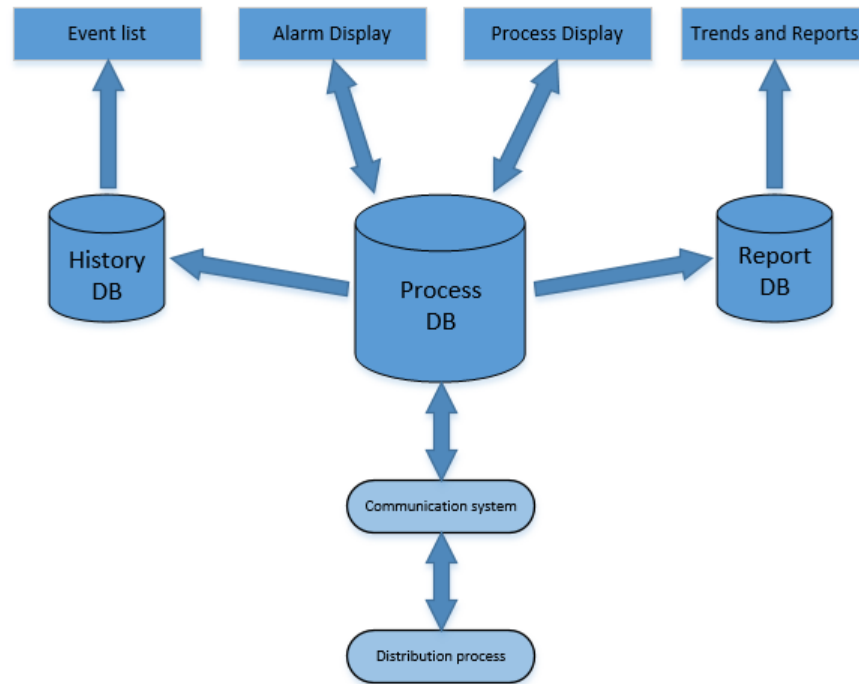 Event list
Alarm Display
Process Display
Trends and Reports
History
DB
Process
DB
Report
DB
Communication system
Distribution process